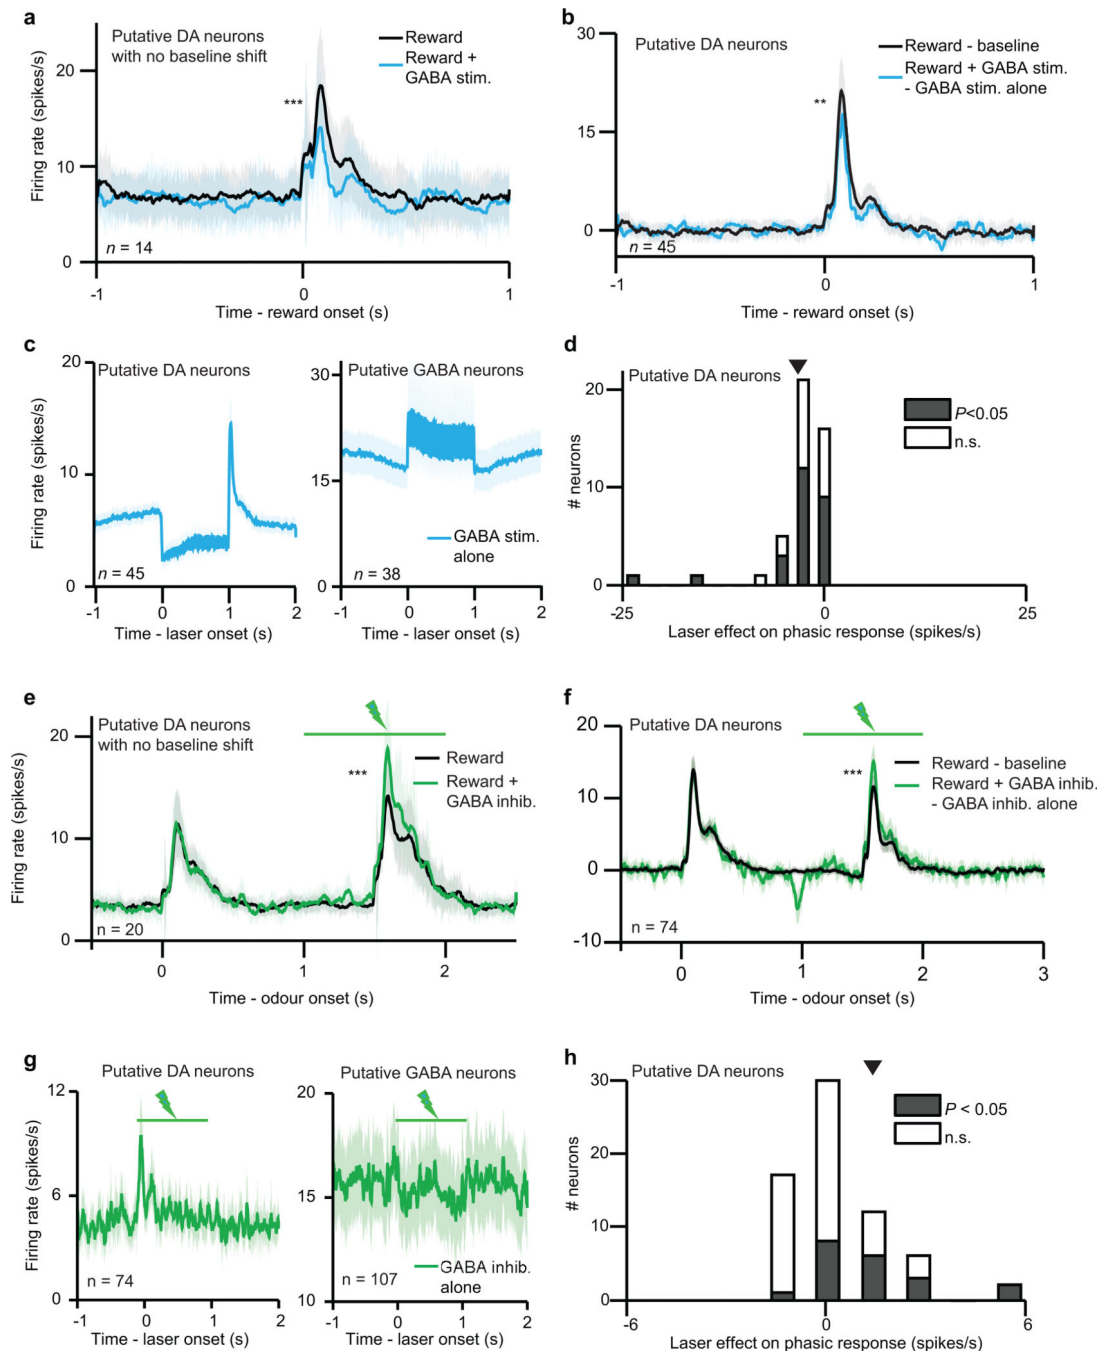 a
Putative DA neurons
with no baseline shift
Reward
Reward +
GABA stim.
***
Firing rate (spikes/s)
20
10
0
n = 14
-1
0
1
Time - reward onset (s)
b
Putative DA neurons
Reward - baseline
Reward + GABA stim.
- GABA stim. alone
**
30
15
0
n = 45
-1
0
1
Time - reward onset (s)
c
Putative DA neurons
Firing rate (spikes/s)
20
10
0
n = 45
-1
0
1
2
Time - laser onset (s)
Putative GABA neurons
30
15
0
GABA stim.
alone
n = 38
-1
0
1
2
Time - laser onset (s)
d
Putative DA neurons
P<0.05
n.s.
# neurons
20
10
0
-25
0
25
Laser effect on phasic response (spikes/s)
e
Putative DA neurons
with no baseline shift
Reward
Reward +
GABA inhib.
***
Firing rate (spikes/s)
20
10
0
n = 20
0
1
2
Time - odour onset (s)
f
Putative DA neurons
Reward - baseline
Reward + GABA inhib.
- GABA inhib. alone
***
20
10
0
-10
n = 74
0
1
2
3
Time - odour onset (s)
g
Putative DA neurons
Firing rate (spikes/s)
12
6
0
n = 74
-1
0
1
2
Time - laser onset (s)
Putative GABA neurons
20
15
10
GABA inhib.
alone
n = 107
-1
0
1
2
Time - laser onset (s)
h
Putative DA neurons
P < 0.05
n.s.
# neurons
30
20
10
0
-6
0
6
Laser effect on phasic response (spikes/s)